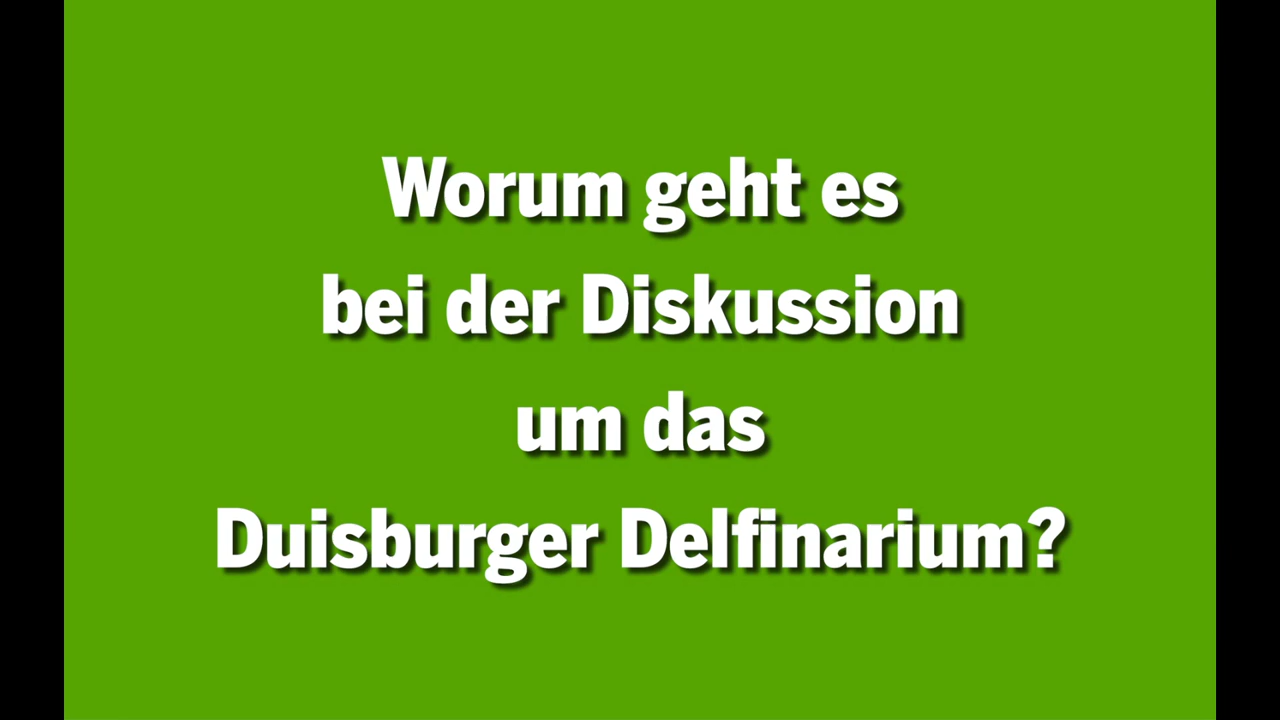 Worum geht es
bei der Diskussion
um das
Duisburger Delfinarium?